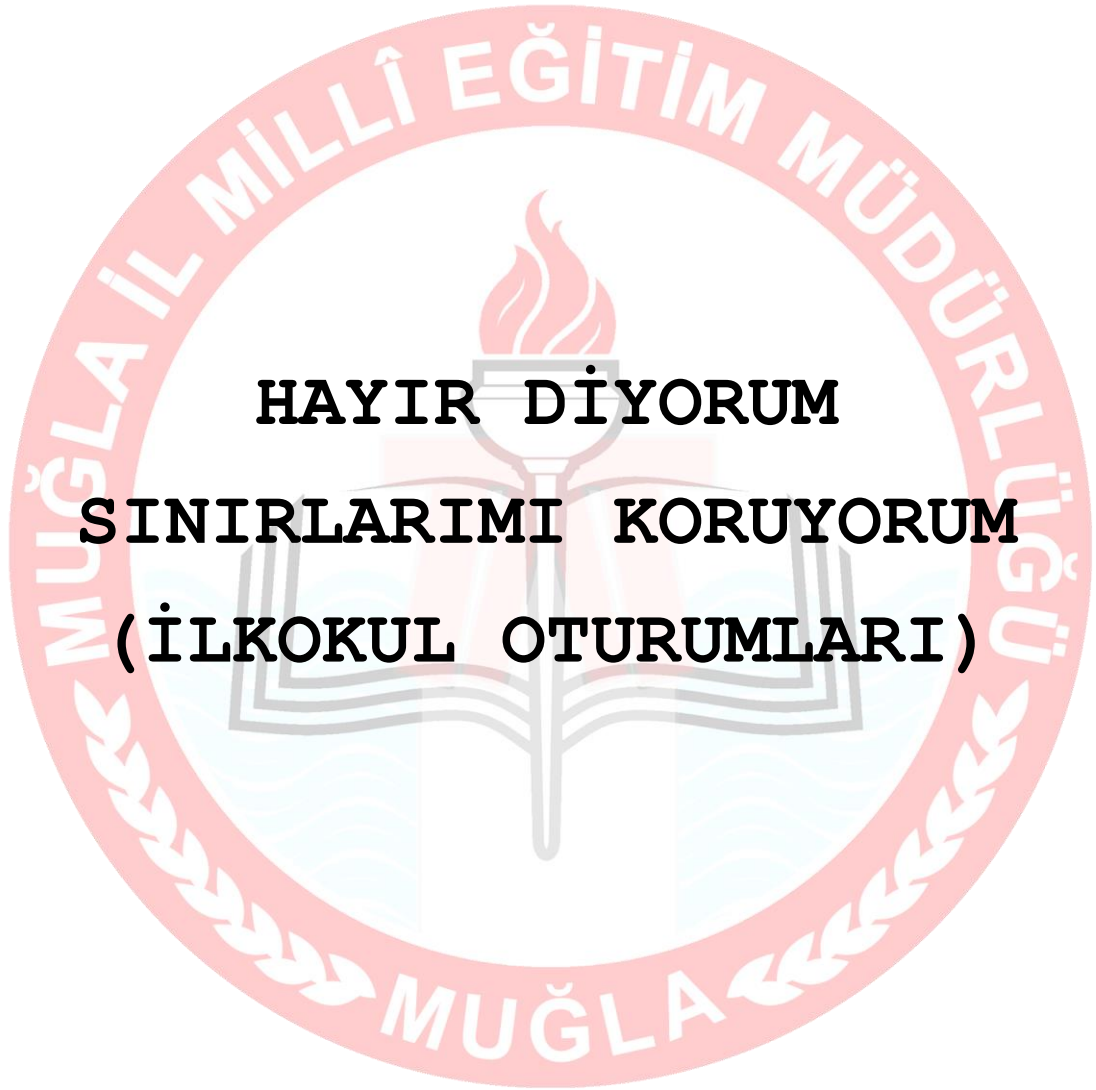 MUĞLA İL MİLLÎ EĞİTİM MÜDÜRLÜĞÜ
HAYIR DİYORUM
SINIRLARIMI KORUYORUM
(İLKOKUL OTURUMLARI)
MUĞLA